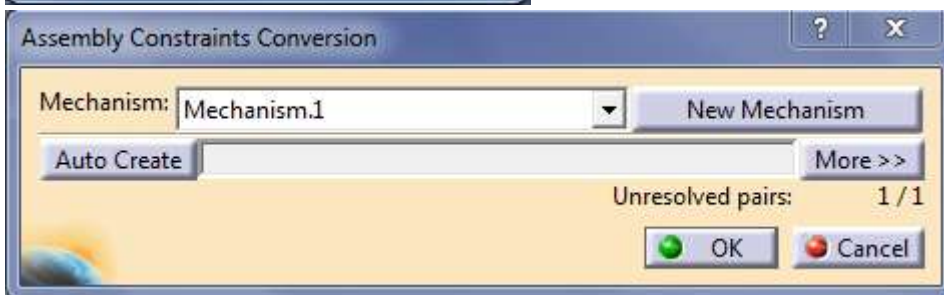 Assembly Constraints Conversion ? X
Mechanism: Mechanism.1 New Mechanism
Auto Create More >>
Unresolved pairs: 1 / 1
OK Cancel